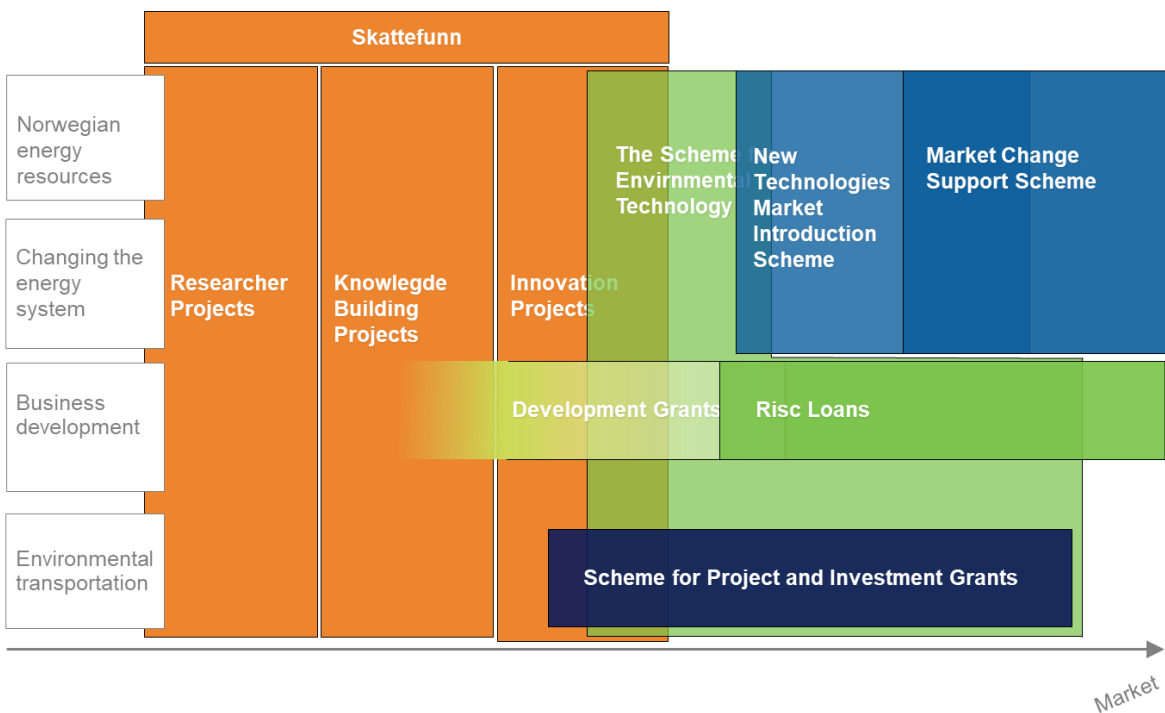 Skattefunn
Norwegian
energy
resources
Changing the
energy
system
Business
development
Environmental
transportation
Researcher
Projects
Knowlegde
Building
Projects
Innovation
Projects
The Scheme
Envirnmental
Technology
New
Technologies
Market
Introduction
Scheme
Market Change
Support Scheme
Development Grants
Risc Loans
Scheme for Project and Investment Grants
Market